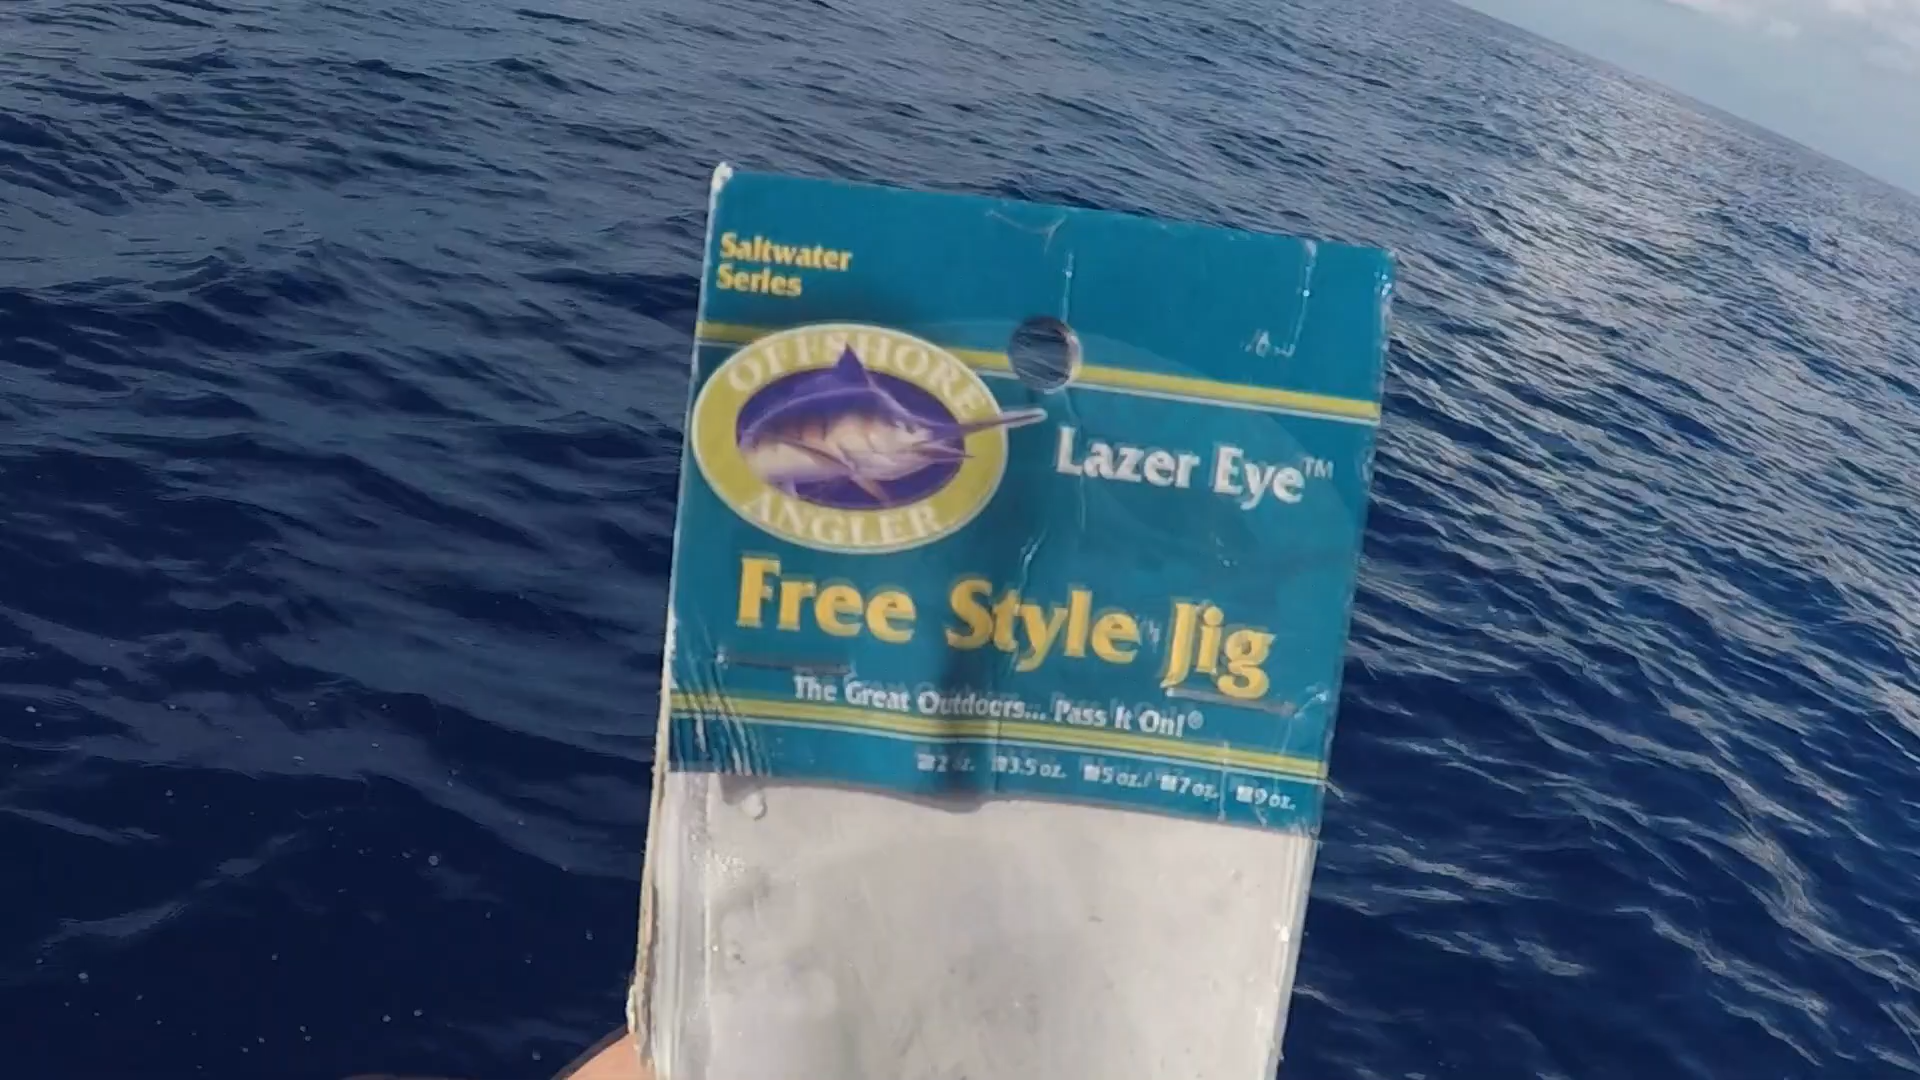 Saltwater
Series
OFFSHORE
ANGLER
Lazer Eye™
Free Style Jig
The Great Outdoors... Pass It On!®
2 oz. 3.5 oz. 5 oz. 7 oz. 9 oz.